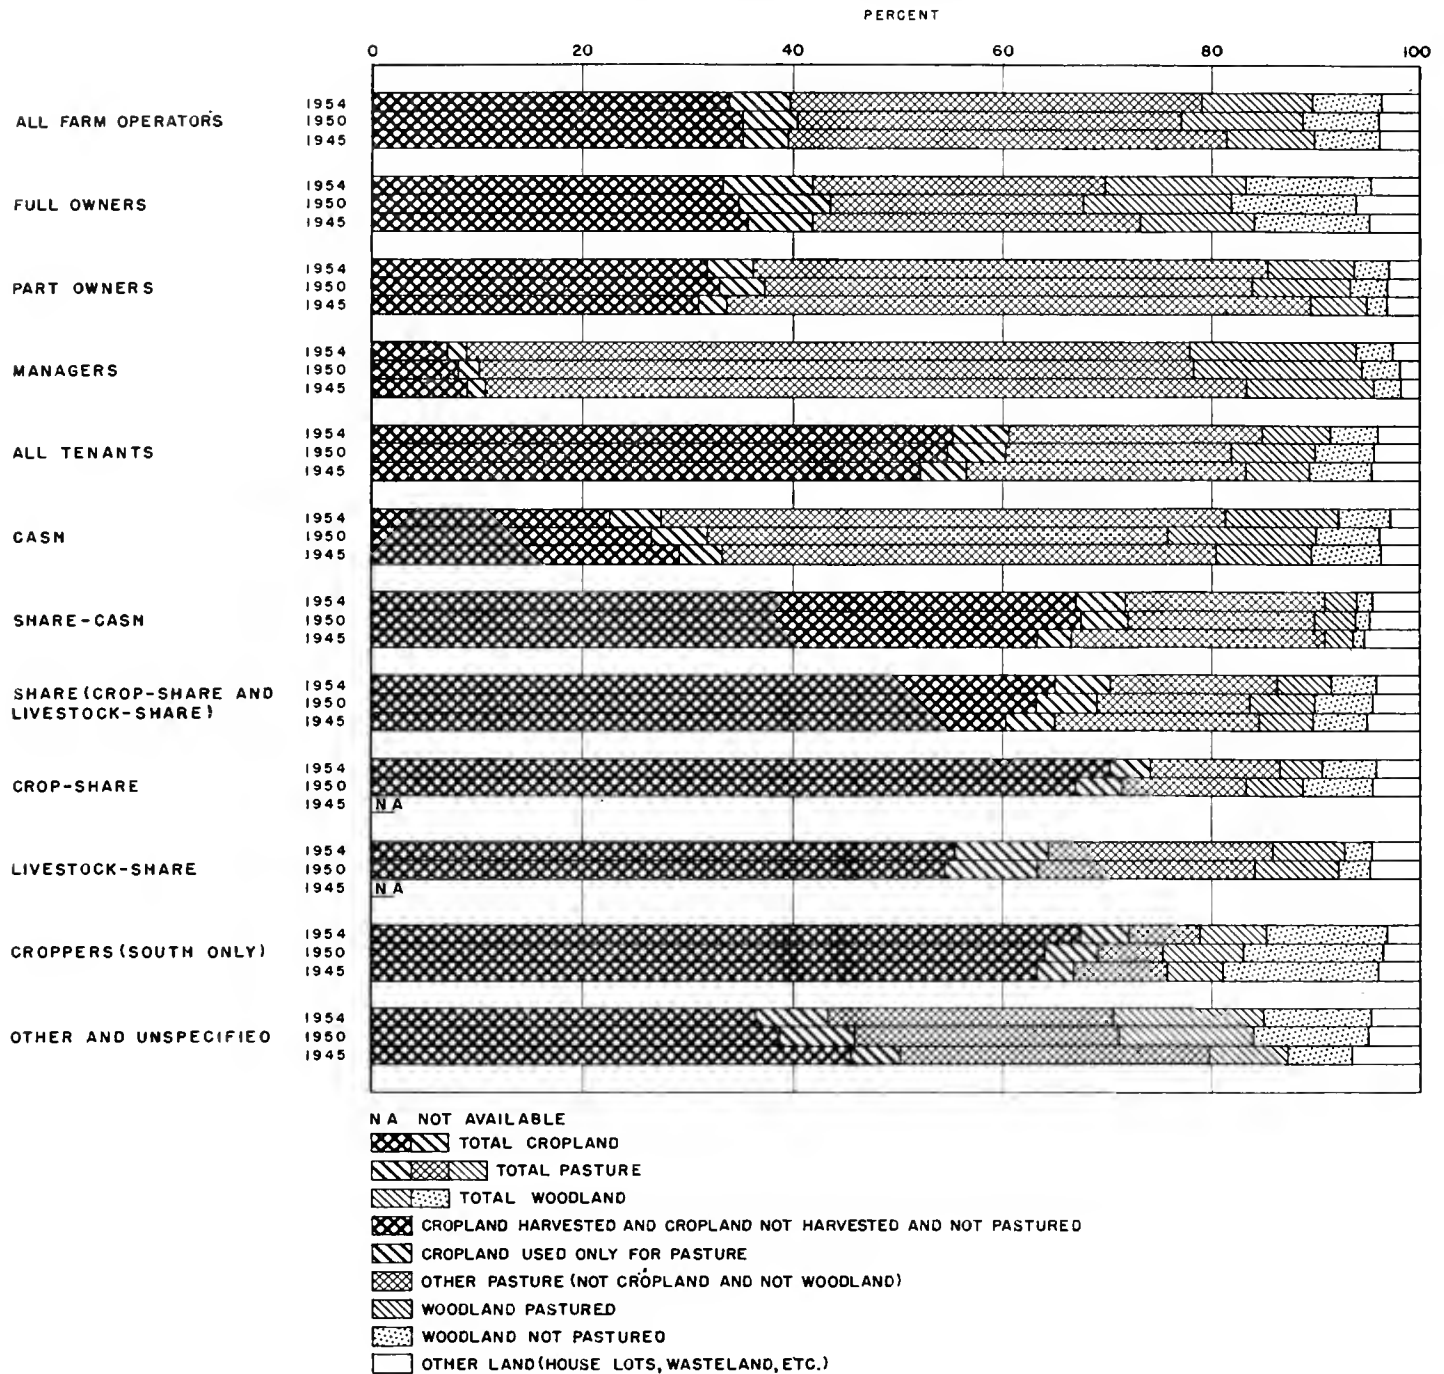 PERCENT
0 20 40 60 80 100
ALL FARM OPERATORS
1954
1950
1945
FULL OWNERS
1954
1950
1945
PART OWNERS
1954
1950
1945
MANAGERS
1954
1950
1945
ALL TENANTS
1954
1950
1945
CASH
1954
1950
1945
SHARE-CASH
1954
1950
1945
SHARE (CROP-SHARE AND
LIVESTOCK-SHARE)
1954
1950
1945
CROP-SHARE
1954
1950
1945 NA
LIVESTOCK-SHARE
1954
1950
1945 NA
CROPPERS (SOUTH ONLY)
1954
1950
1945
OTHER AND UNSPECIFIED
1954
1950
1945
NA NOT AVAILABLE
TOTAL CROPLAND
TOTAL PASTURE
TOTAL WOODLAND
CROPLAND HARVESTED AND CROPLAND NOT HARVESTED AND NOT PASTURED
CROPLAND USED ONLY FOR PASTURE
OTHER PASTURE (NOT CROPLAND AND NOT WOODLAND)
WOODLAND PASTURED
WOODLAND NOT PASTURED
OTHER LAND (HOUSE LOTS, WASTELAND, ETC.)